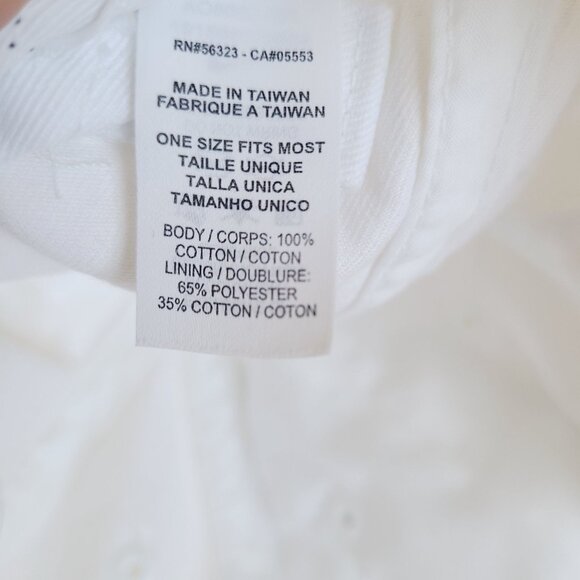 RN#56323 - CA#05553
MADE IN TAIWAN
FABRIQUE A TAIWAN
ONE SIZE FITS MOST
TAILLE UNIQUE
TALLA UNICA
TAMANHO UNICO
BODY / CORPS: 100%
COTTON / COTON
LINING / DOUBLURE:
65% POLYESTER
35% COTTON / COTON